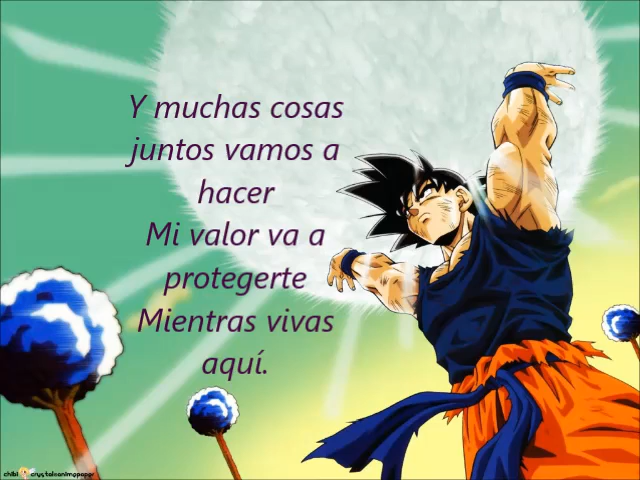 Y muchas cosas
juntos vamos a
hacer
Mi valor va a
protegerte
Mientras vivas
aquí.